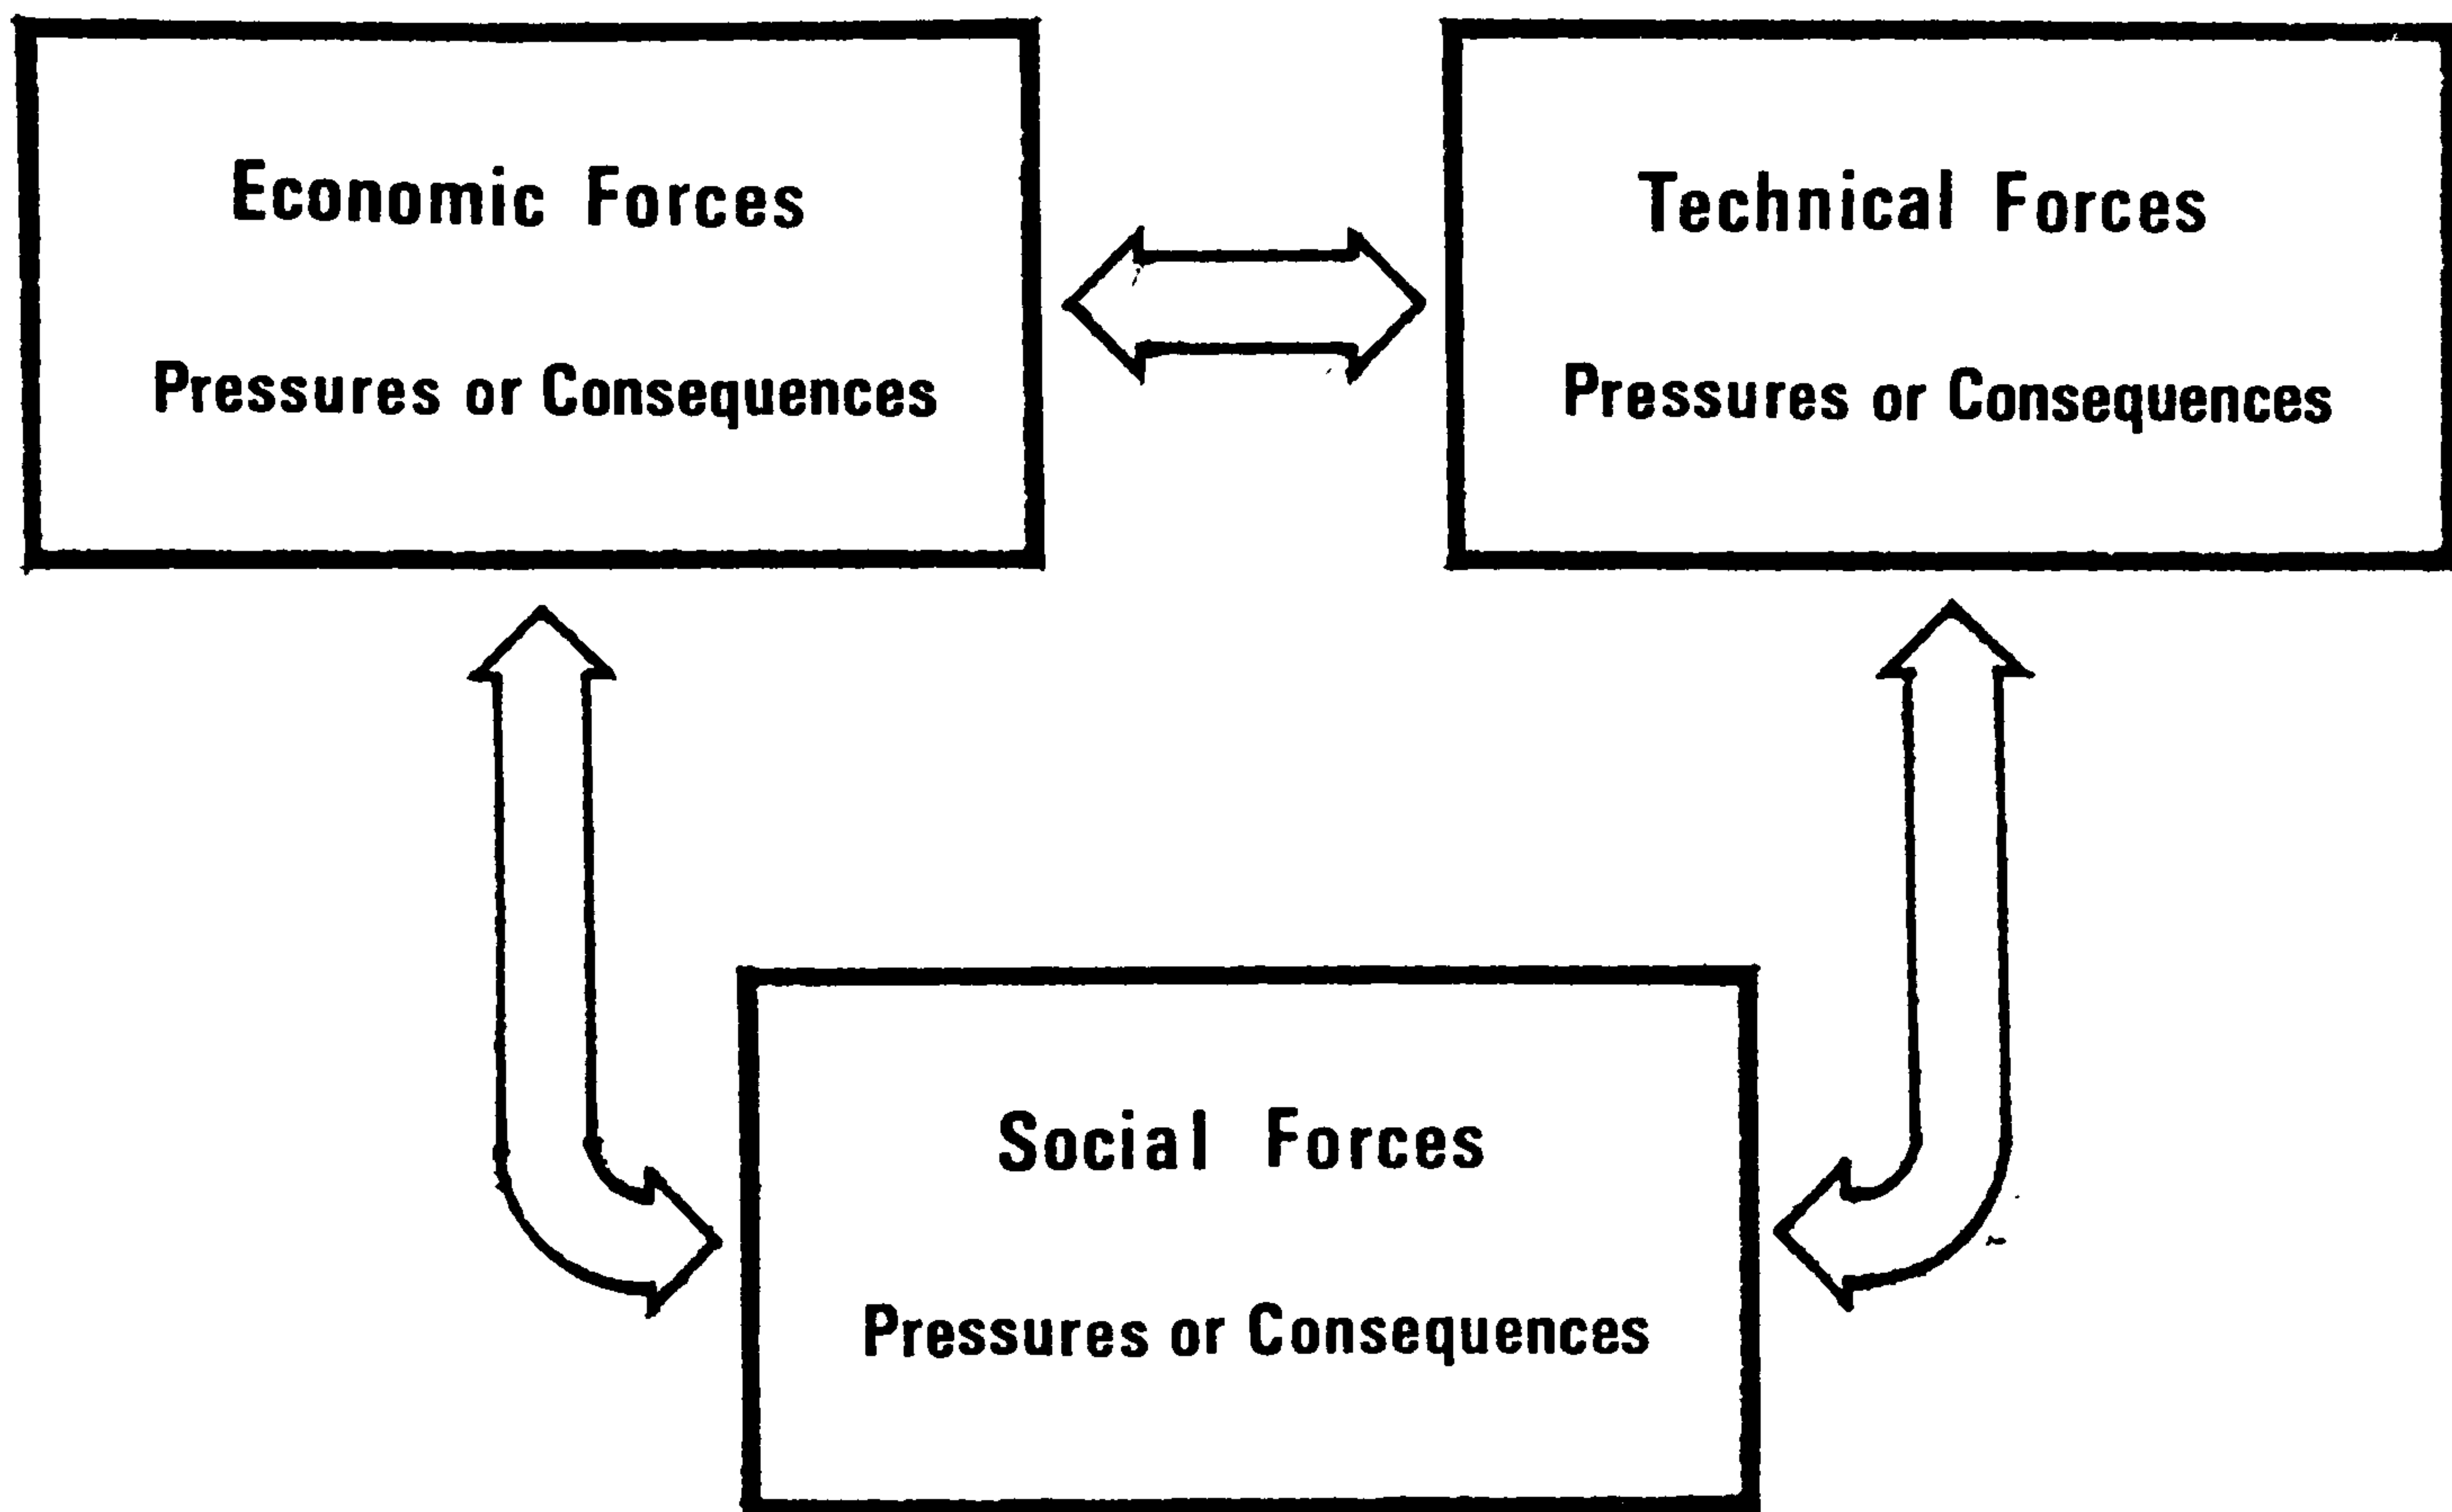 Economic Forces
Pressures or Consequences
Technical Forces
Pressures or Consequences
Social Forces
Pressures or Consequences